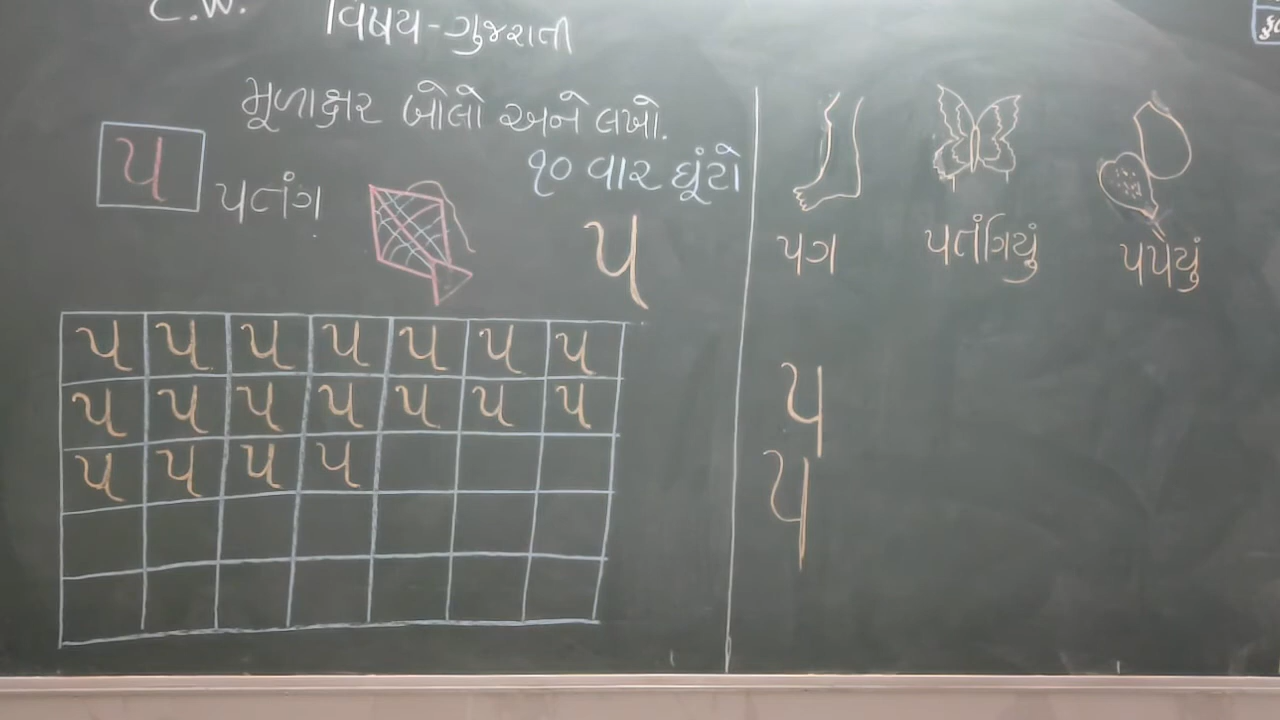 C.W.
વિષય-ગુજરાતી
મૂળાક્ષર બોલો અને લખો.
૧૦ વાર ઘૂંટો
પ પતંગ
પ
પ પ પ પ પ પ પ
પ પ પ પ પ પ પ
પ પ પ પ
પગ પતંગિયું પપૈયું
પ
પ